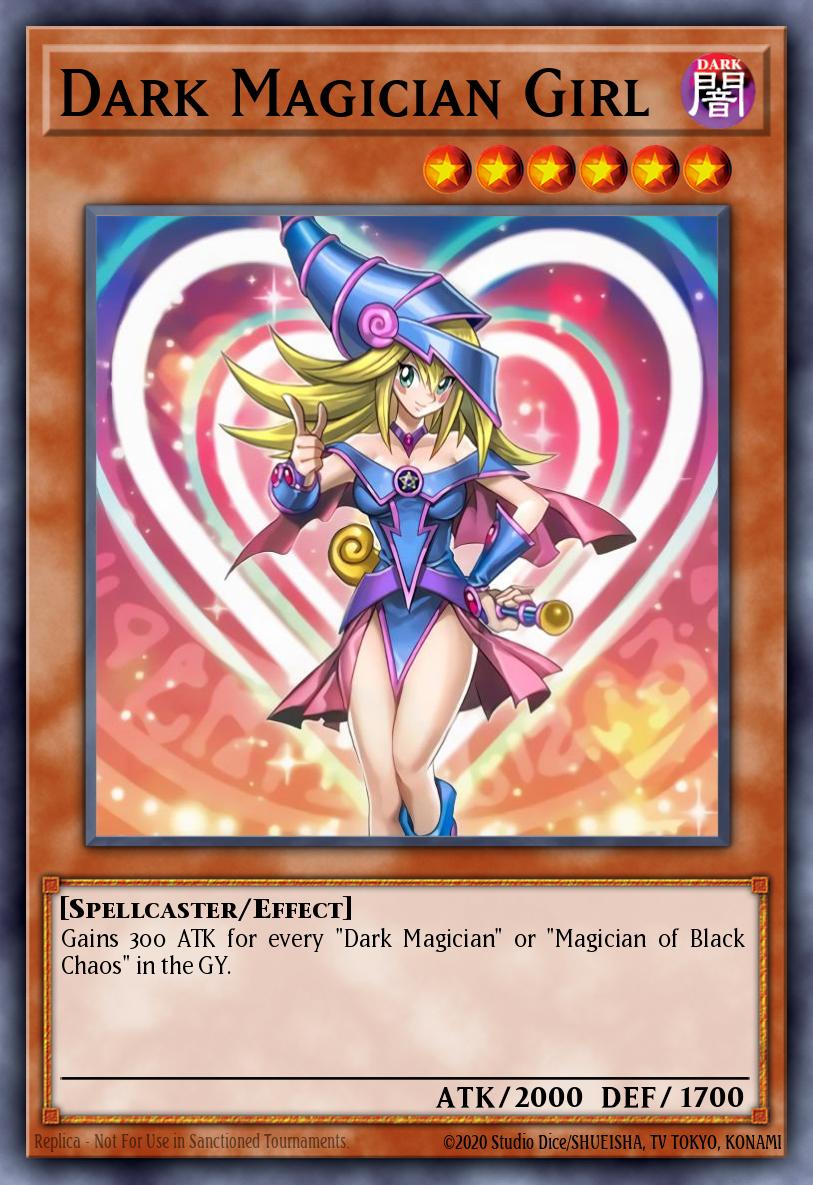 Dark Magician Girl
DARK
闇
[Spellcaster/Effect]
Gains 300 ATK for every "Dark Magician" or "Magician of Black
Chaos" in the GY.
ATK/2000 DEF/1700
Replica - Not For Use in Sanctioned Tournaments.
©2020 Studio Dice/SHUEISHA, TV TOKYO, KONAMI